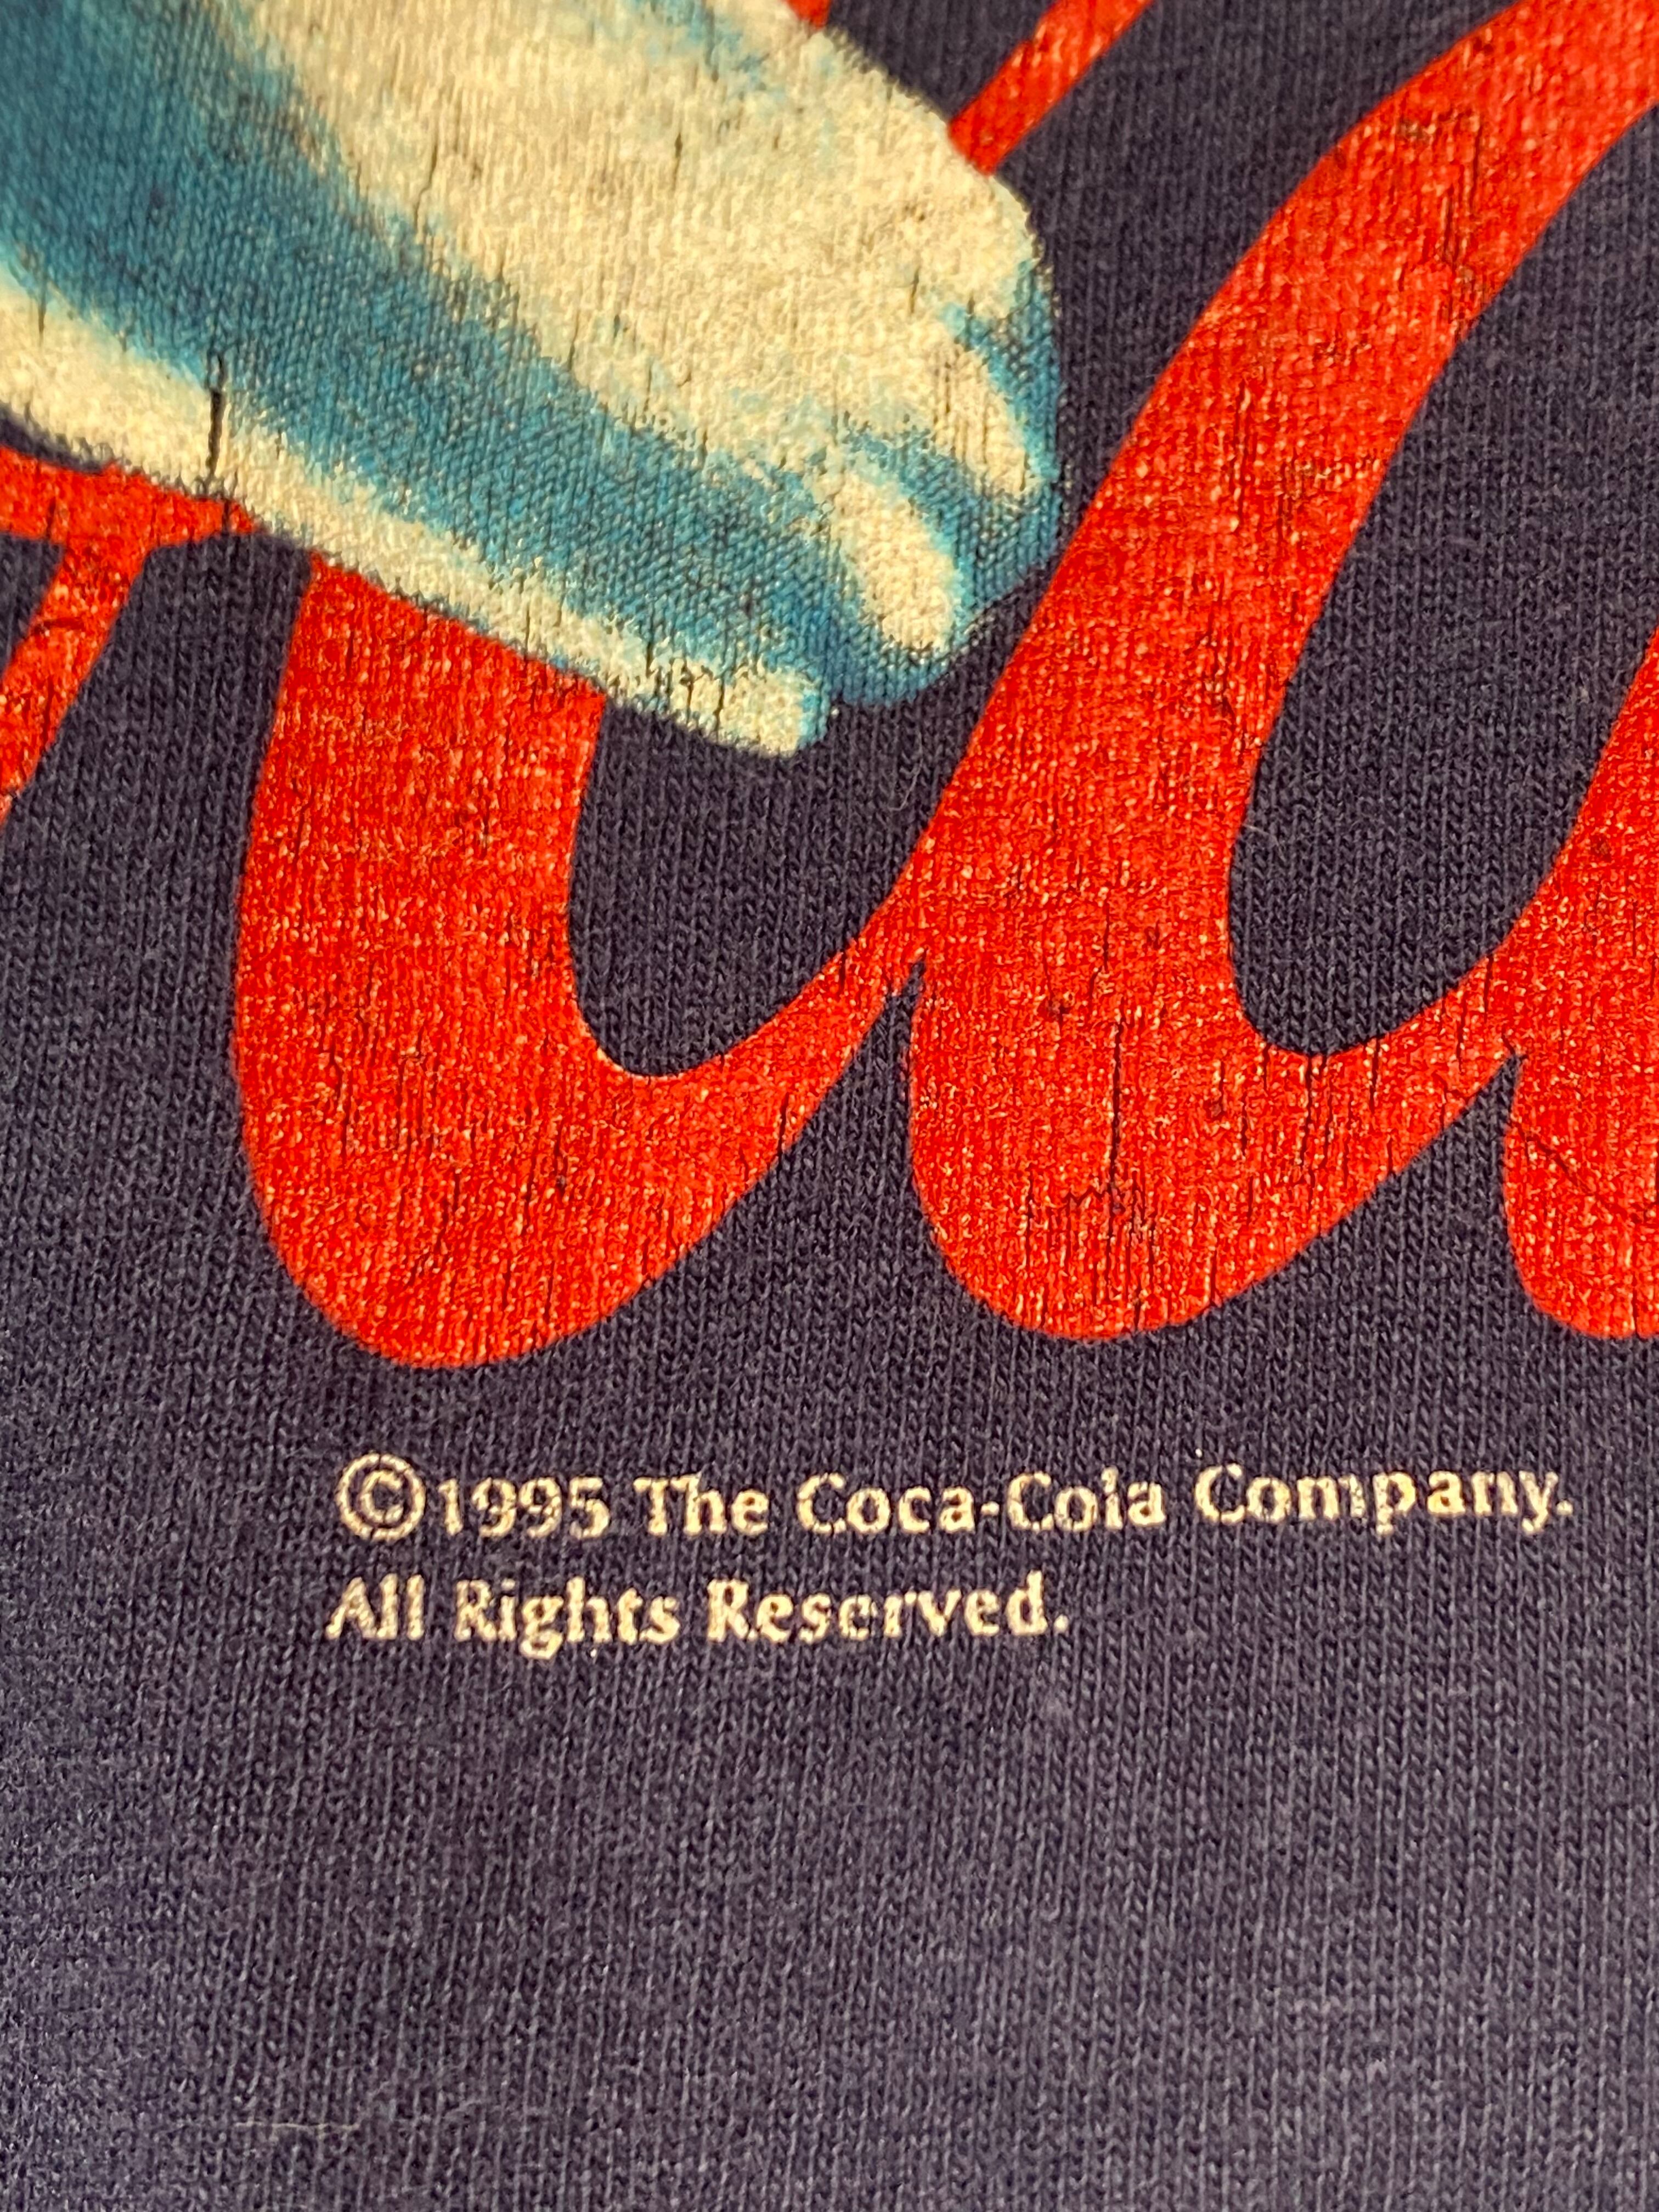 ©1995 The Coca-Cola Company.
All Rights Reserved.